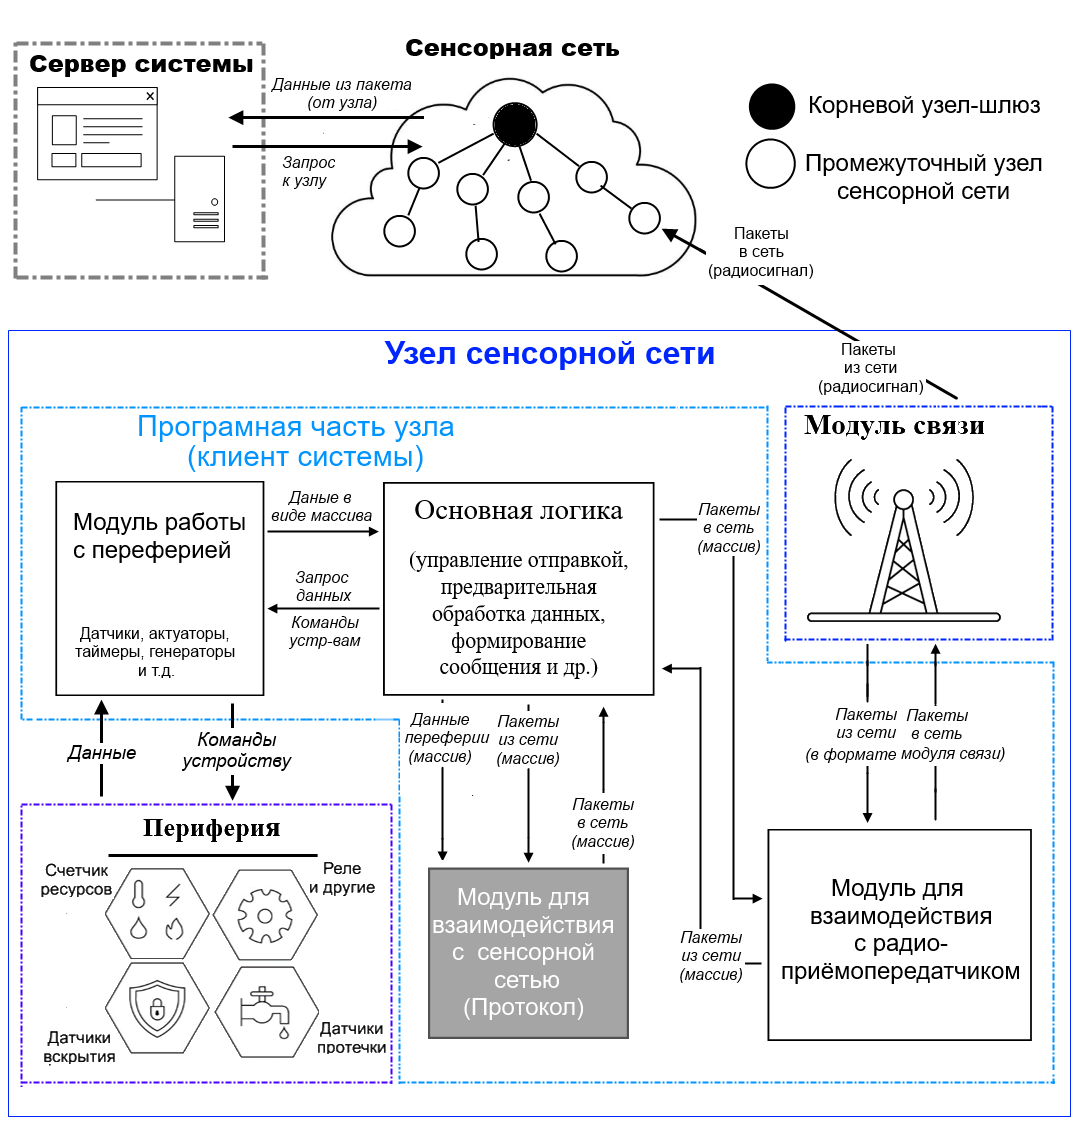 Сенсорная сеть
Сервер системы
Данные из пакета
(от узла)
Запрос
к узлу
Корневой узел-шлюз
Промежуточный узел
сенсорной сети
Пакеты
в сеть
(радиосигнал)
Узел сенсорной сети
Пакеты
из сети
(радиосигнал)
Програмная часть узла
(клиент системы)
Модуль связи
Модуль работы
с переферией
Датчики, актуаторы,
таймеры, генераторы
и т.д.
Даные в
виде массива
Запрос
данных
Команды
устр-вам
Основная логика
(управление отправкой,
предварительная
обработка данных,
формирование
сообщения и др.)
Пакеты
в сеть
(массив)
Данные
Команды
устройству
Данные
переферии
(массив)
Пакеты
из сети
(массив)
Пакеты
в сеть
(массив)
Пакеты
из сети
(в формате
Пакеты
в сеть
модуля связи)
Периферия
Счетчик
ресурсов
Реле
и другие
Датчики
вскрытия
Датчики
протечки
Модуль для
взаимодействия
с сенсорной
сетью
(Протокол)
Пакеты
из сети
(массив)
Модуль для
взаимодействия
с радио-
приёмопередатчиком